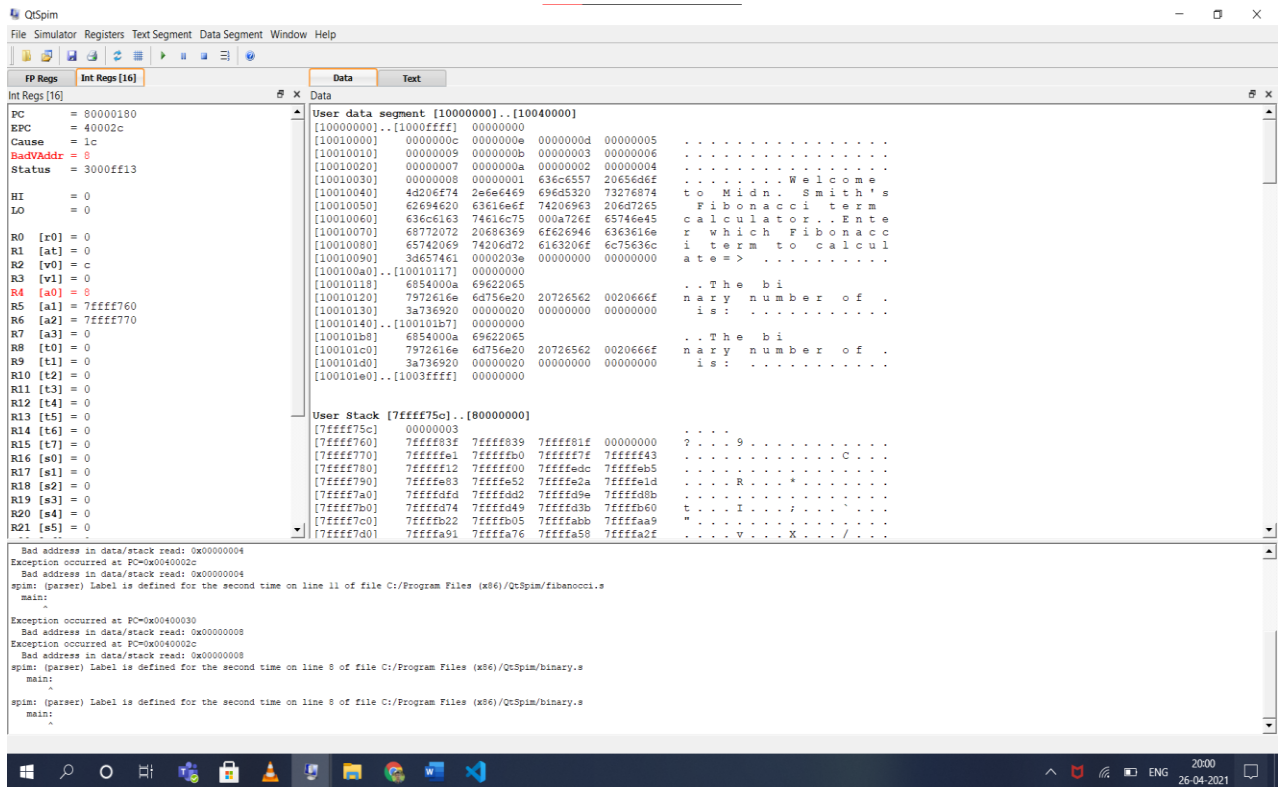 QtSpim
File Simulator Registers Text Segment Data Segment Window Help
FP Regs Int Regs [16] Data Text
Int Regs [16] Data
PC = 80000180
EPC = 40002c
Cause = 1c
BadVAddr = 8
Status = 3000ff13
HI = 0
LO = 0
R0 [r0] = 0
R1 [at] = 0
R2 [v0] = c
R3 [v1] = 0
R4 [a0] = 8
R5 [a1] = 7ffff760
R6 [a2] = 7ffff770
R7 [a3] = 0
R8 [t0] = 0
R9 [t1] = 0
R10 [t2] = 0
R11 [t3] = 0
R12 [t4] = 0
R13 [t5] = 0
R14 [t6] = 0
R15 [t7] = 0
R16 [s0] = 0
R17 [s1] = 0
R18 [s2] = 0
R19 [s3] = 0
R20 [s4] = 0
R21 [s5] = 0
User data segment [10000000]..[10040000]
[10000000]..[1000ffff] 00000000
[10010000] 0000000c 0000000e 0000000d 00000005 . . . . . . . . . . . . . . . .
[10010010] 00000009 0000000b 00000003 00000006 . . . . . . . . . . . . . . . .
[10010020] 00000007 0000000a 00000002 00000004 . . . . . . . . . . . . . . . .
[10010030] 00000008 00000001 636c6557 20656d6f . . . . . . . . W e l c o m e
[10010040] 4d206f74 2e6e6469 696d5320 73276874 t o M i d n . S m i t h ' s
[10010050] 62694620 63616e6f 74206963 206d7265 F i b o n a c c i t e r m
[10010060] 636c6163 74616c75 000a726f 65746e45 c a l c u l a t o r . . E n t e
[10010070] 68772072 20686369 6f626946 6363616e r w h i c h F i b o n a c c
[10010080] 65742069 74206d72 6163206f 6c75636c i t e r m t o c a l c u l
[10010090] 3d657461 0000203e 00000000 00000000 a t e = > . . . . . . . . . .
[100100a0]..[10010117] 00000000
[10010118] 6854000a 69622065 . . T h e b i
[10010120] 7972616e 6d756e20 20726562 0020666f n a r y n u m b e r o f .
[10010130] 3a736920 00000020 00000000 00000000 i s : . . . . . . . . . . .
[10010140]..[100101b7] 00000000
[100101b8] 6854000a 69622065 . . T h e b i
[100101c0] 7972616e 6d756e20 20726562 0020666f n a r y n u m b e r o f .
[100101d0] 3a736920 00000020 00000000 00000000 i s : . . . . . . . . . . .
[100101e0]..[1003ffff] 00000000
User Stack [7ffff75c]..[80000000]
[7ffff75c] 00000003 . . . .
[7ffff760] 7ffff83f 7ffff839 7ffff81f 00000000 ? . . . 9 . . . . . . . . . . .
[7ffff770] 7fffffe1 7fffffb0 7fffff7f 7fffff43 . . . . . . . . . . . . C . . .
[7ffff780] 7fffff12 7fffff00 7ffffedc 7ffffeb5 . . . . . . . . . . . . . . . .
[7ffff790] 7ffffe83 7ffffe52 7ffffe2a 7ffffe1d . . . . R . . . * . . . . . . .
[7ffff7a0] 7ffffdfd 7ffffdd2 7ffffd9e 7ffffd8b . . . . . . . . . . . . . . . .
[7ffff7b0] 7ffffd74 7ffffd49 7ffffd3b 7ffffb60 t . . . I . . . ; . . . ` . . .
[7ffff7c0] 7ffffb22 7ffffb05 7ffffabb 7ffffaa9 " . . . . . . . . . . . . . . .
[7ffff7d0] 7ffffa91 7ffffa76 7ffffa58 7ffffa2f . . . . v . . . X . . . / . . .
Bad address in data/stack read: 0x00000004
Exception occurred at PC=0x0040002c
Bad address in data/stack read: 0x00000004
spim: (parser) Label is defined for the second time on line 11 of file C:/Program Files (x86)/QtSpim/fibanocci.s
main:
^
Exception occurred at PC=0x00400030
Bad address in data/stack read: 0x00000008
Exception occurred at PC=0x0040002c
Bad address in data/stack read: 0x00000008
spim: (parser) Label is defined for the second time on line 8 of file C:/Program Files (x86)/QtSpim/binary.s
main:
^
spim: (parser) Label is defined for the second time on line 8 of file C:/Program Files (x86)/QtSpim/binary.s
main:
^
ENG
20:00
26-04-2021